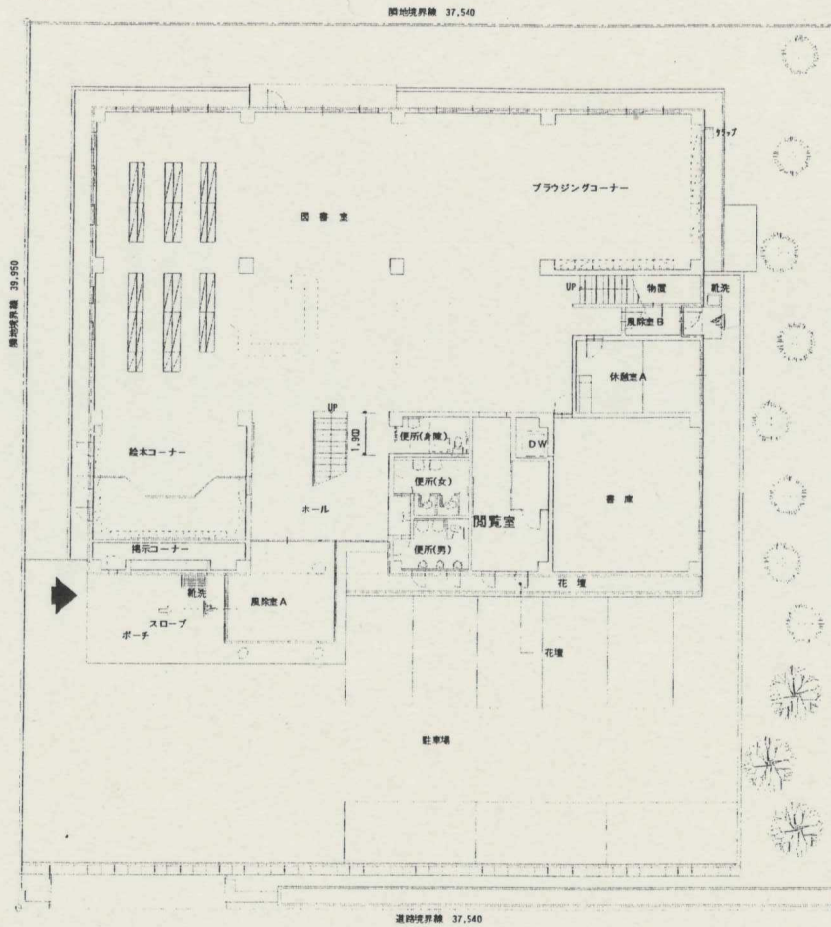 隣地境界線 37,540
タラップ
ブラウジングコーナー
図書室
隣地境界線 39,950
UP
物置
靴洗
風除室B
休憩室A
UP
1,900
便所(身障)
DW
絵本コーナー
便所(女)
書庫
ホール
閲覧室
掲示コーナー
便所(男)
花壇
靴洗
風除室A
スロープ
ポーチ
花壇
駐車場
道路境界線 37,540